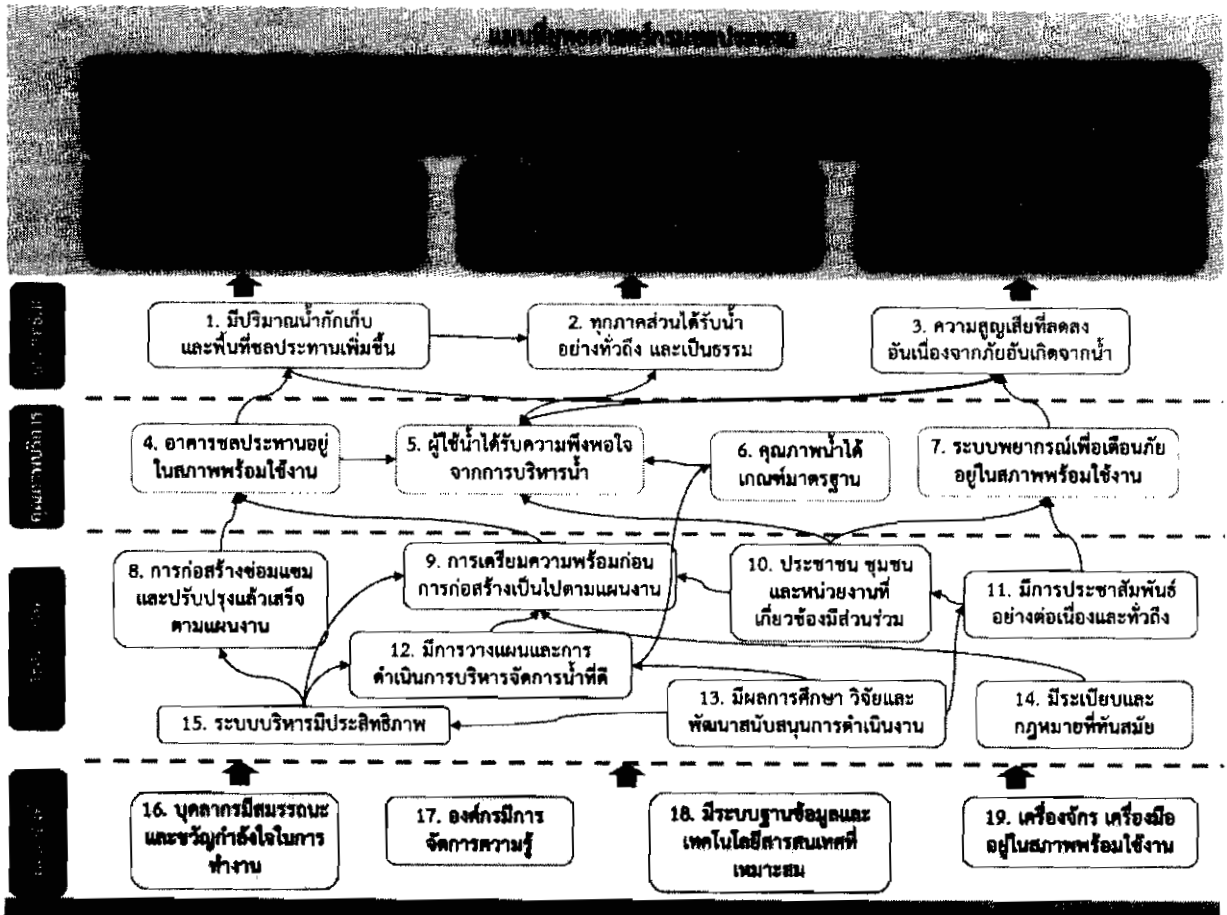 แผนที่ยุทธศาสตร์กรมชลประทาน
1. มีปริมาณน้ำกักเก็บ
และพื้นที่ชลประทานเพิ่มขึ้น
2. ทุกภาคส่วนได้รับน้ำ
อย่างทั่วถึง และเป็นธรรม
3. ความสูญเสียที่ลดลง
อันเนื่องจากภัยอันเกิดจากน้ำ
คุณภาพบริการ
4. อาคารชลประทานอยู่
ในสภาพพร้อมใช้งาน
5. ผู้ใช้น้ำได้รับความพึงพอใจ
จากการบริหารน้ำ
6. คุณภาพน้ำได้
เกณฑ์มาตรฐาน
7. ระบบพยากรณ์เพื่อเตือนภัย
อยู่ในสภาพพร้อมใช้งาน
8. การก่อสร้างซ่อมแซม
และปรับปรุงแล้วเสร็จ
ตามแผนงาน
9. การเตรียมความพร้อมก่อน
การก่อสร้างเป็นไปตามแผนงาน
10. ประชาชน ชุมชน
และหน่วยงานที่
เกี่ยวข้องมีส่วนร่วม
11. มีการประชาสัมพันธ์
อย่างต่อเนื่องและทั่วถึง
12. มีการวางแผนและการ
ดำเนินการบริหารจัดการน้ำที่ดี
13. มีผลการศึกษา วิจัยและ
พัฒนาสนับสนุนการดำเนินงาน
14. มีระเบียบและ
กฎหมายที่ทันสมัย
15. ระบบบริหารมีประสิทธิภาพ
16. บุคลากรมีสมรรถนะ
และขวัญกำลังใจในการ
ทำงาน
17. องค์กรมีการ
จัดการความรู้
18. มีระบบฐานข้อมูลและ
เทคโนโลยีสารสนเทศที่
เหมาะสม
19. เครื่องจักร เครื่องมือ
อยู่ในสภาพพร้อมใช้งาน